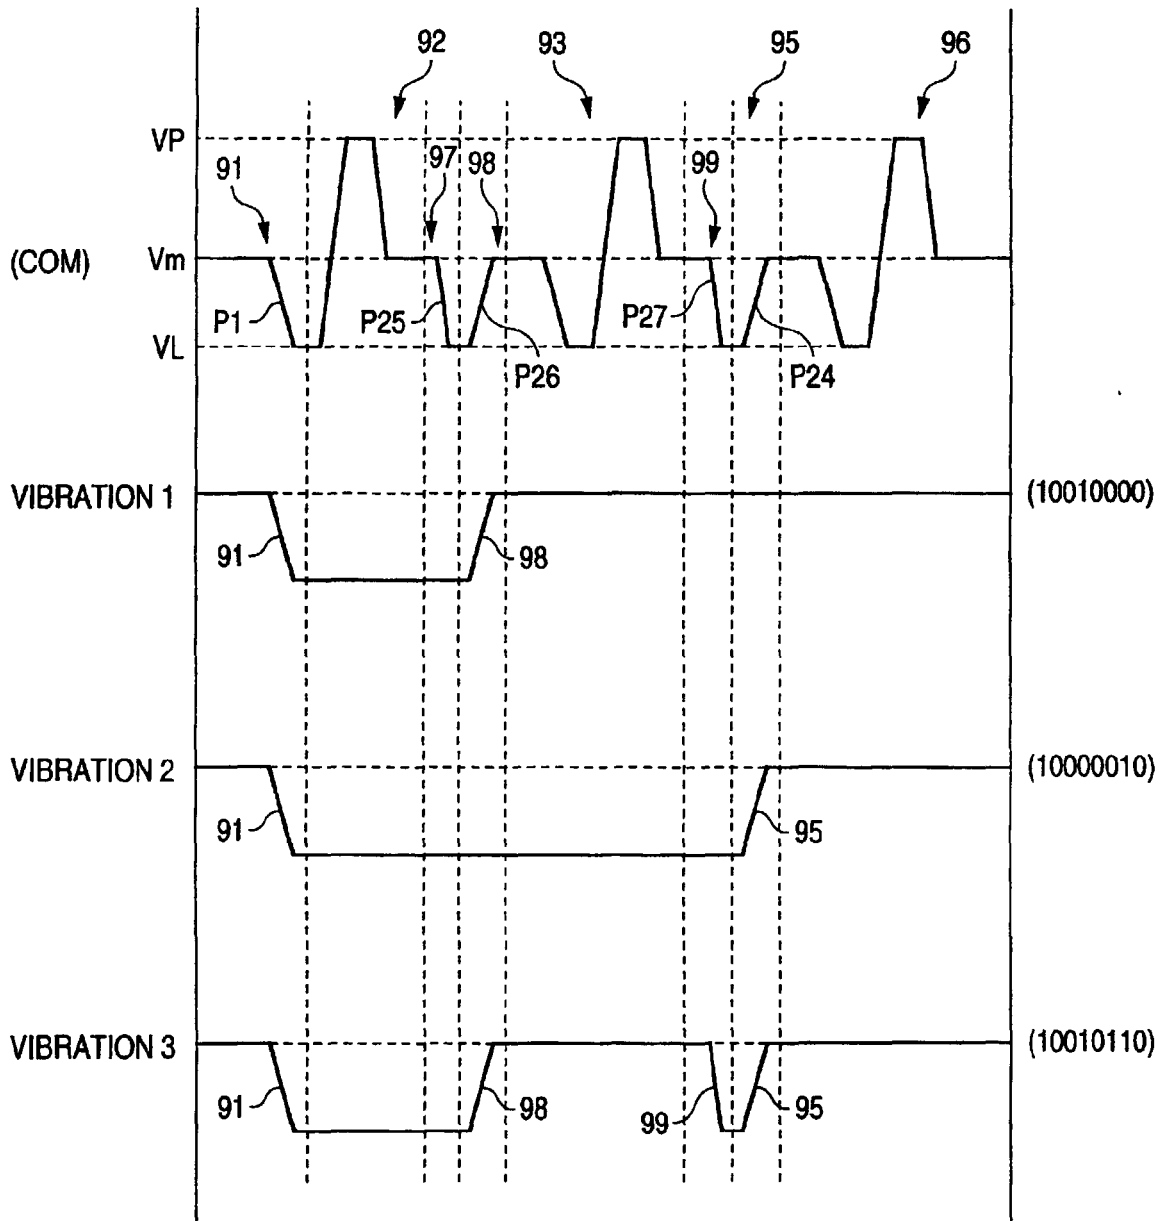 92 93 95 96
VP
91 97 98 99
(COM) Vm
P1 P25 P27
VL
P26 P24
VIBRATION 1 (10010000)
91 98
VIBRATION 2 (10000010)
91 95
VIBRATION 3 (10010110)
91 98 99 95